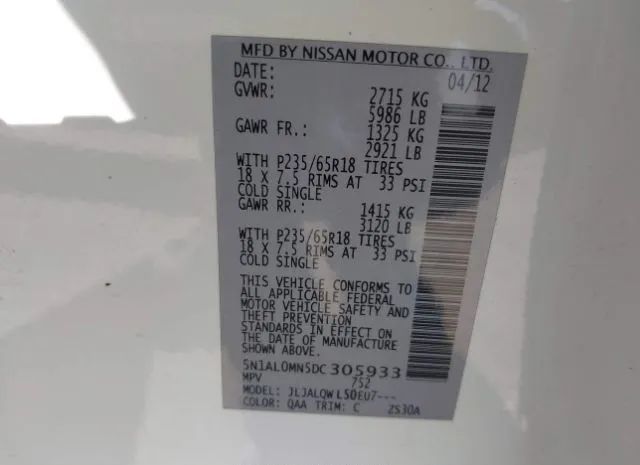 MFD BY NISSAN MOTOR CO., LTD.
DATE: 04/12
GVWR: 2715 KG
5986 LB
GAWR FR.: 1325 KG
2921 LB
WITH P235/65R18 TIRES
18 X 7.5 RIMS AT 33 PSI
COLD SINGLE
GAWR RR.: 1415 KG
3120 LB
WITH P235/65R18 TIRES
18 X 7.5 RIMS AT 33 PSI
COLD SINGLE
THIS VEHICLE CONFORMS TO
ALL APPLICABLE FEDERAL
MOTOR VEHICLE SAFETY AND
THEFT PREVENTION
STANDARDS IN EFFECT ON
THE DATE OF MANUFACTURE
SHOWN ABOVE.
5N1AL0MN5DC305933
MPV 752
MODEL: JLJALQWL50EU7---
COLOR: QAA TRIM: C 2S30A